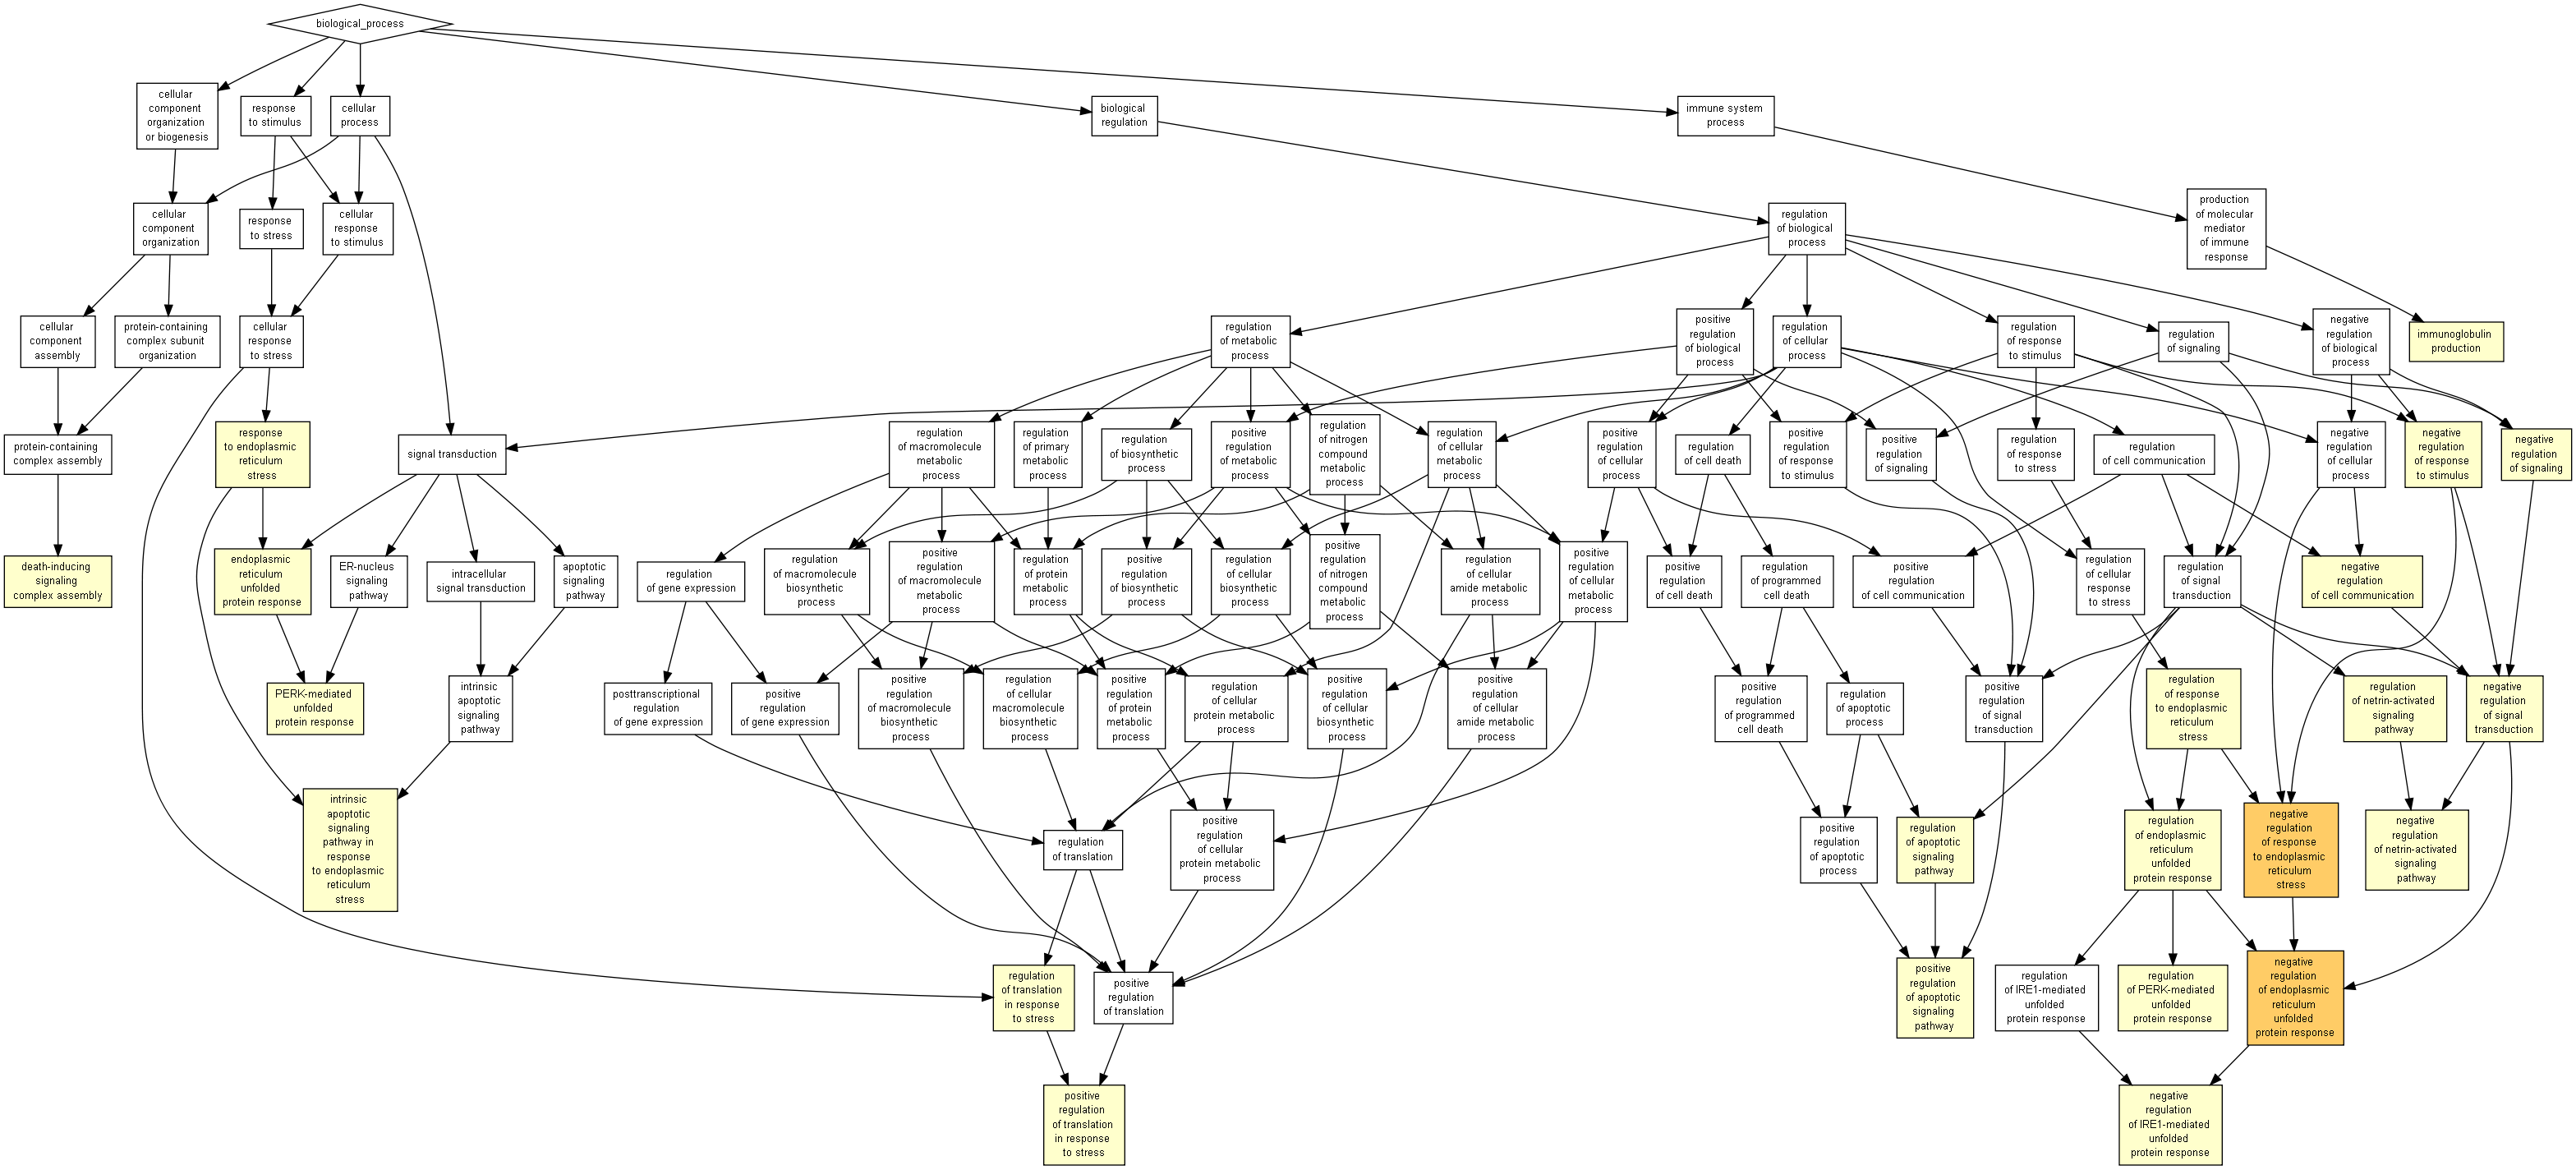 biological_process
cellular
component
organization
or biogenesis
response
to stimulus
cellular
process
biological
regulation
immune system
process
cellular
component
organization
response
to stress
cellular
response
to stimulus
regulation
of biological
process
production
of molecular
mediator
of immune
response
cellular
component
assembly
protein-containing
complex subunit
organization
cellular
response
to stress
regulation
of metabolic
process
positive
regulation
of biological
process
regulation
of cellular
process
regulation
of response
to stimulus
regulation
of signaling
negative
regulation
of biological
process
immunoglobulin
production
protein-containing
complex assembly
response
to endoplasmic
reticulum
stress
signal transduction
regulation
of macromolecule
metabolic
process
regulation
of primary
metabolic
process
regulation
of biosynthetic
process
positive
regulation
of metabolic
process
regulation
of nitrogen
compound
metabolic
process
regulation
of cellular
metabolic
process
positive
regulation
of cellular
process
regulation
of cell death
positive
regulation
of response
to stimulus
positive
regulation
of signaling
regulation
of response
to stress
regulation
of cell communication
negative
regulation
of cellular
process
negative
regulation
of response
to stimulus
negative
regulation
of signaling
death-inducing
signaling
complex assembly
endoplasmic
reticulum
unfolded
protein response
ER-nucleus
signaling
pathway
intracellular
signal transduction
apoptotic
signaling
pathway
regulation
of gene expression
regulation
of macromolecule
biosynthetic
process
positive
regulation
of macromolecule
metabolic
process
regulation
of protein
metabolic
process
positive
regulation
of biosynthetic
process
regulation
of cellular
biosynthetic
process
positive
regulation
of nitrogen
compound
metabolic
process
regulation
of cellular
amide metabolic
process
positive
regulation
of cellular
metabolic
process
positive
regulation
of cell death
regulation
of programmed
cell death
positive
regulation
of cell communication
regulation
of cellular
response
to stress
regulation
of signal
transduction
negative
regulation
of cell communication
PERK-mediated
unfolded
protein response
intrinsic
apoptotic
signaling
pathway
posttranscriptional
regulation
of gene expression
positive
regulation
of gene expression
positive
regulation
of macromolecule
biosynthetic
process
regulation
of cellular
macromolecule
biosynthetic
process
positive
regulation
of protein
metabolic
process
regulation
of cellular
protein metabolic
process
positive
regulation
of cellular
biosynthetic
process
positive
regulation
of cellular
amide metabolic
process
positive
regulation
of programmed
cell death
regulation
of apoptotic
process
positive
regulation
of signal
transduction
regulation
of response
to endoplasmic
reticulum
stress
regulation
of netrin-activated
signaling
pathway
negative
regulation
of signal
transduction
intrinsic
apoptotic
signaling
pathway in
response
to endoplasmic
reticulum
stress
regulation
of translation
positive
regulation
of cellular
protein metabolic
process
positive
regulation
of apoptotic
process
regulation
of apoptotic
signaling
pathway
regulation
of endoplasmic
reticulum
unfolded
protein response
negative
regulation
of response
to endoplasmic
reticulum
stress
negative
regulation
of netrin-activated
signaling
pathway
regulation
of translation
in response
to stress
positive
regulation
of translation
positive
regulation
of apoptotic
signaling
pathway
regulation
of IRE1-mediated
unfolded
protein response
regulation
of PERK-mediated
unfolded
protein response
negative
regulation
of endoplasmic
reticulum
unfolded
protein response
positive
regulation
of translation
in response
to stress
negative
regulation
of IRE1-mediated
unfolded
protein response